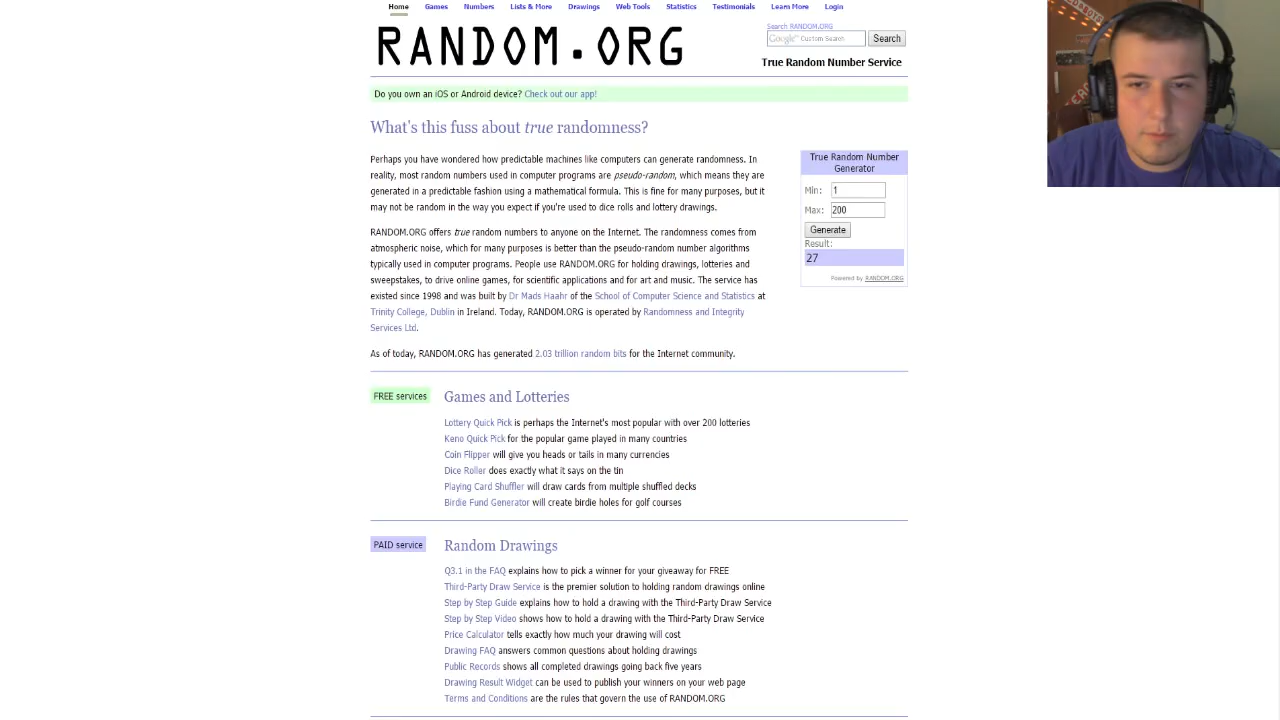 Home Games Numbers Lists & More Drawings Web Tools Statistics Testimonials Learn More Login
RANDOM.ORG
Search RANDOM.ORG
Google™ Custom Search
Search
True Random Number Service
Do you own an iOS or Android device? Check out our app!
What's this fuss about true randomness?
Perhaps you have wondered how predictable machines like computers can generate randomness. In
reality, most random numbers used in computer programs are pseudo-random, which means they are
generated in a predictable fashion using a mathematical formula. This is fine for many purposes, but it
may not be random in the way you expect if you're used to dice rolls and lottery drawings.
RANDOM.ORG offers true random numbers to anyone on the Internet. The randomness comes from
atmospheric noise, which for many purposes is better than the pseudo-random number algorithms
typically used in computer programs. People use RANDOM.ORG for holding drawings, lotteries and
sweepstakes, to drive online games, for scientific applications and for art and music. The service has
existed since 1998 and was built by Dr Mads Haahr of the School of Computer Science and Statistics at
Trinity College, Dublin in Ireland. Today, RANDOM.ORG is operated by Randomness and Integrity
Services Ltd.
As of today, RANDOM.ORG has generated 2.03 trillion random bits for the Internet community.
True Random Number
Generator
Min: 1
Max: 200
Generate
Result:
27
Powered by RANDOM.ORG
FREE services
Games and Lotteries
Lottery Quick Pick is perhaps the Internet's most popular with over 200 lotteries
Keno Quick Pick for the popular game played in many countries
Coin Flipper will give you heads or tails in many currencies
Dice Roller does exactly what it says on the tin
Playing Card Shuffler will draw cards from multiple shuffled decks
Birdie Fund Generator will create birdie holes for golf courses
PAID service
Random Drawings
Q3.1 in the FAQ explains how to pick a winner for your giveaway for FREE
Third-Party Draw Service is the premier solution to holding random drawings online
Step by Step Guide explains how to hold a drawing with the Third-Party Draw Service
Step by Step Video shows how to hold a drawing with the Third-Party Draw Service
Price Calculator tells exactly how much your drawing will cost
Drawing FAQ answers common questions about holding drawings
Public Records shows all completed drawings going back five years
Drawing Result Widget can be used to publish your winners on your web page
Terms and Conditions are the rules that govern the use of RANDOM.ORG